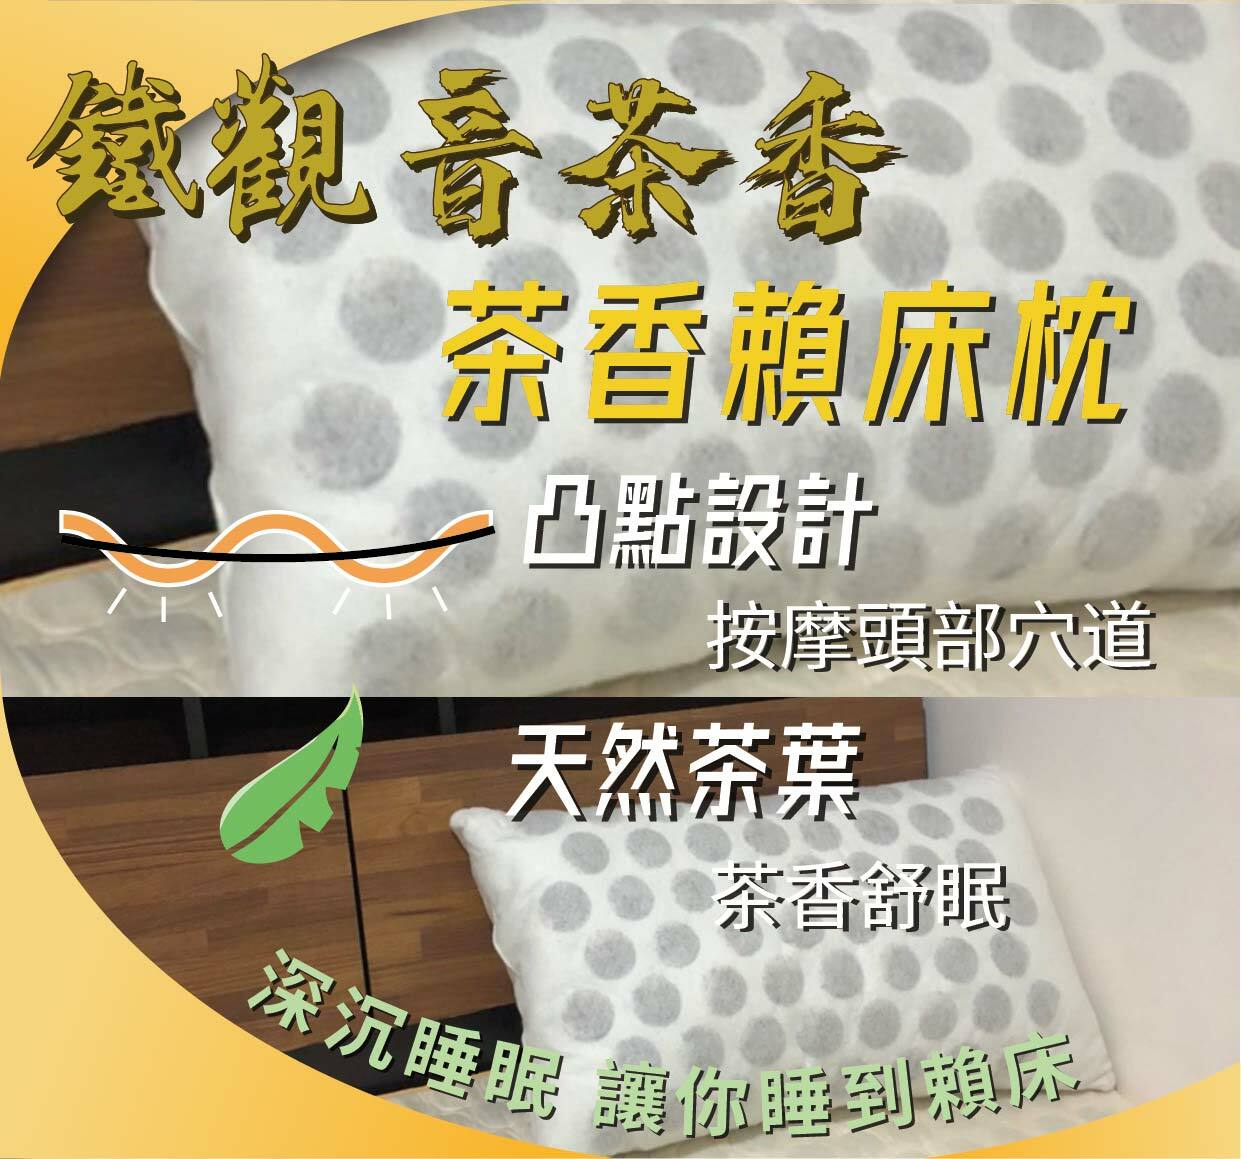 鐵觀音茶香
茶香賴床枕
凸點設計
按摩頭部穴道
天然茶葉
茶香舒眠
深沉睡眠 讓你睡到賴床